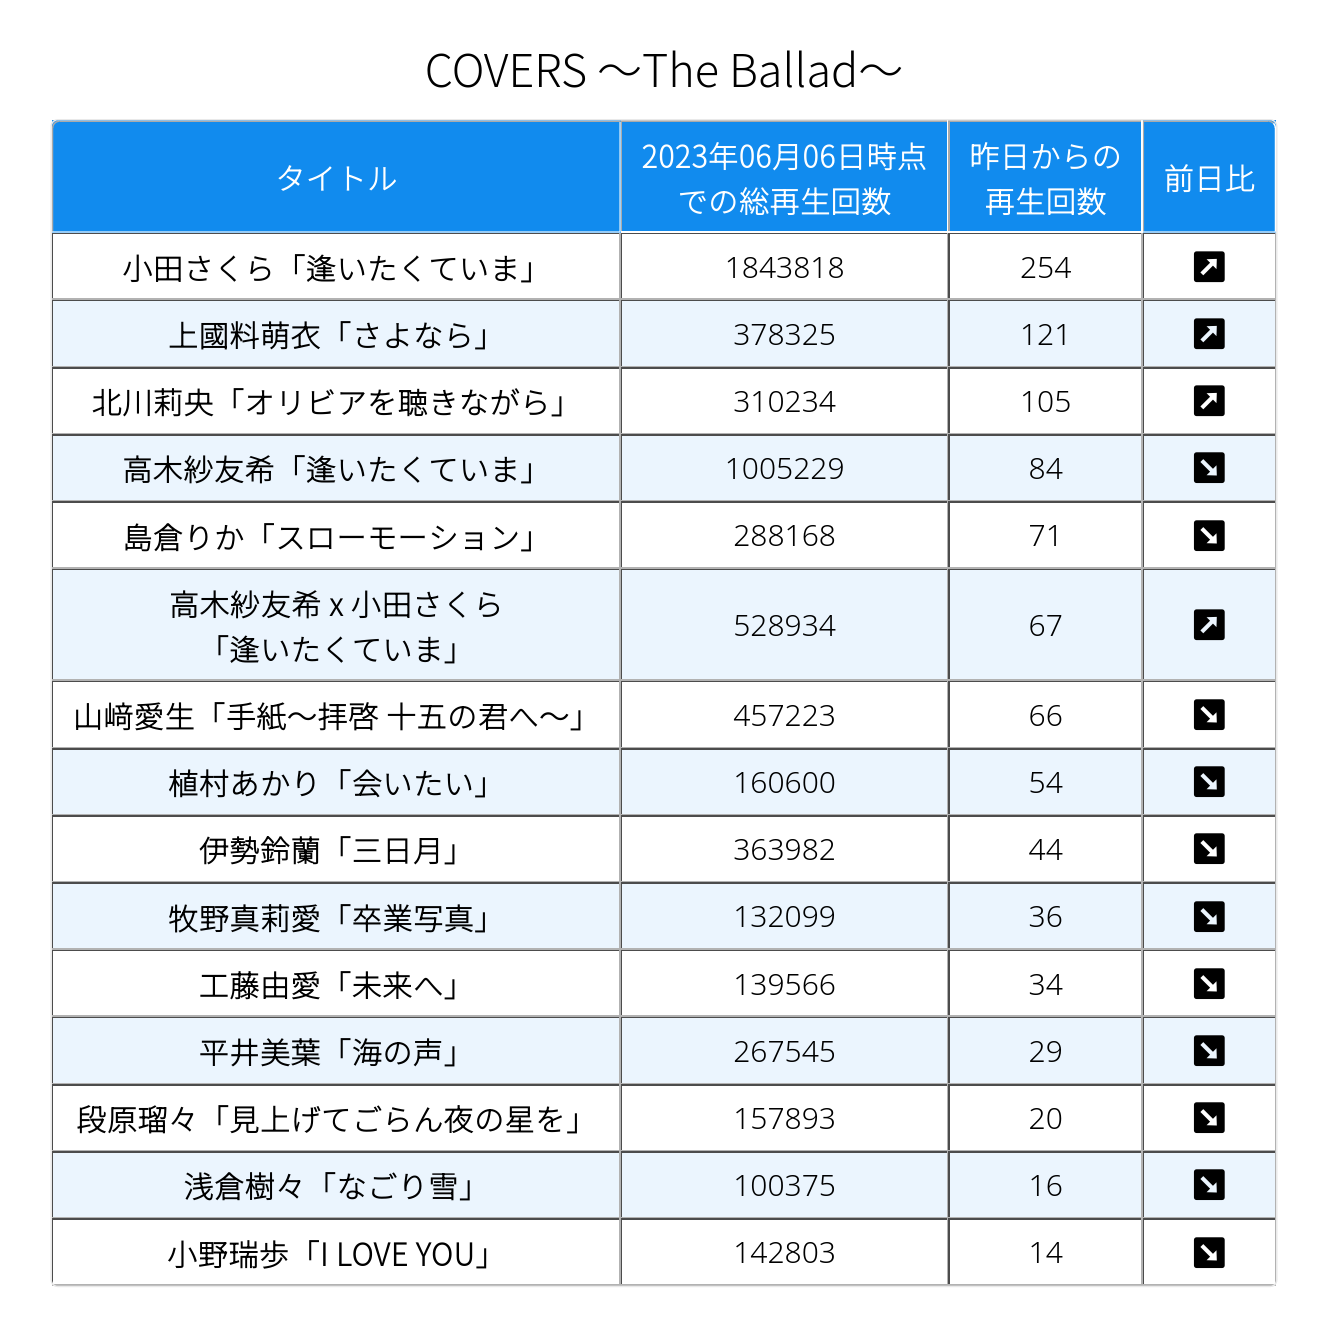 COVERS ～The Ballad～
タイトル
2023年06月06日時点
での総再生回数
昨日からの
再生回数
前日比
小田さくら「逢いたくていま」 1843818 254 ↗
上國料萌衣「さよなら」 378325 121 ↗
北川莉央「オリビアを聴きながら」 310234 105 ↗
高木紗友希「逢いたくていま」 1005229 84 ↘
島倉りか「スローモーション」 288168 71 ↘
高木紗友希 x 小田さくら
「逢いたくていま」 528934 67 ↗
山﨑愛生「手紙～拝啓 十五の君へ～」 457223 66 ↘
植村あかり「会いたい」 160600 54 ↘
伊勢鈴蘭「三日月」 363982 44 ↘
牧野真莉愛「卒業写真」 132099 36 ↘
工藤由愛「未来へ」 139566 34 ↘
平井美葉「海の声」 267545 29 ↘
段原瑠々「見上げてごらん夜の星を」 157893 20 ↘
浅倉樹々「なごり雪」 100375 16 ↘
小野瑞歩「I LOVE YOU」 142803 14 ↘